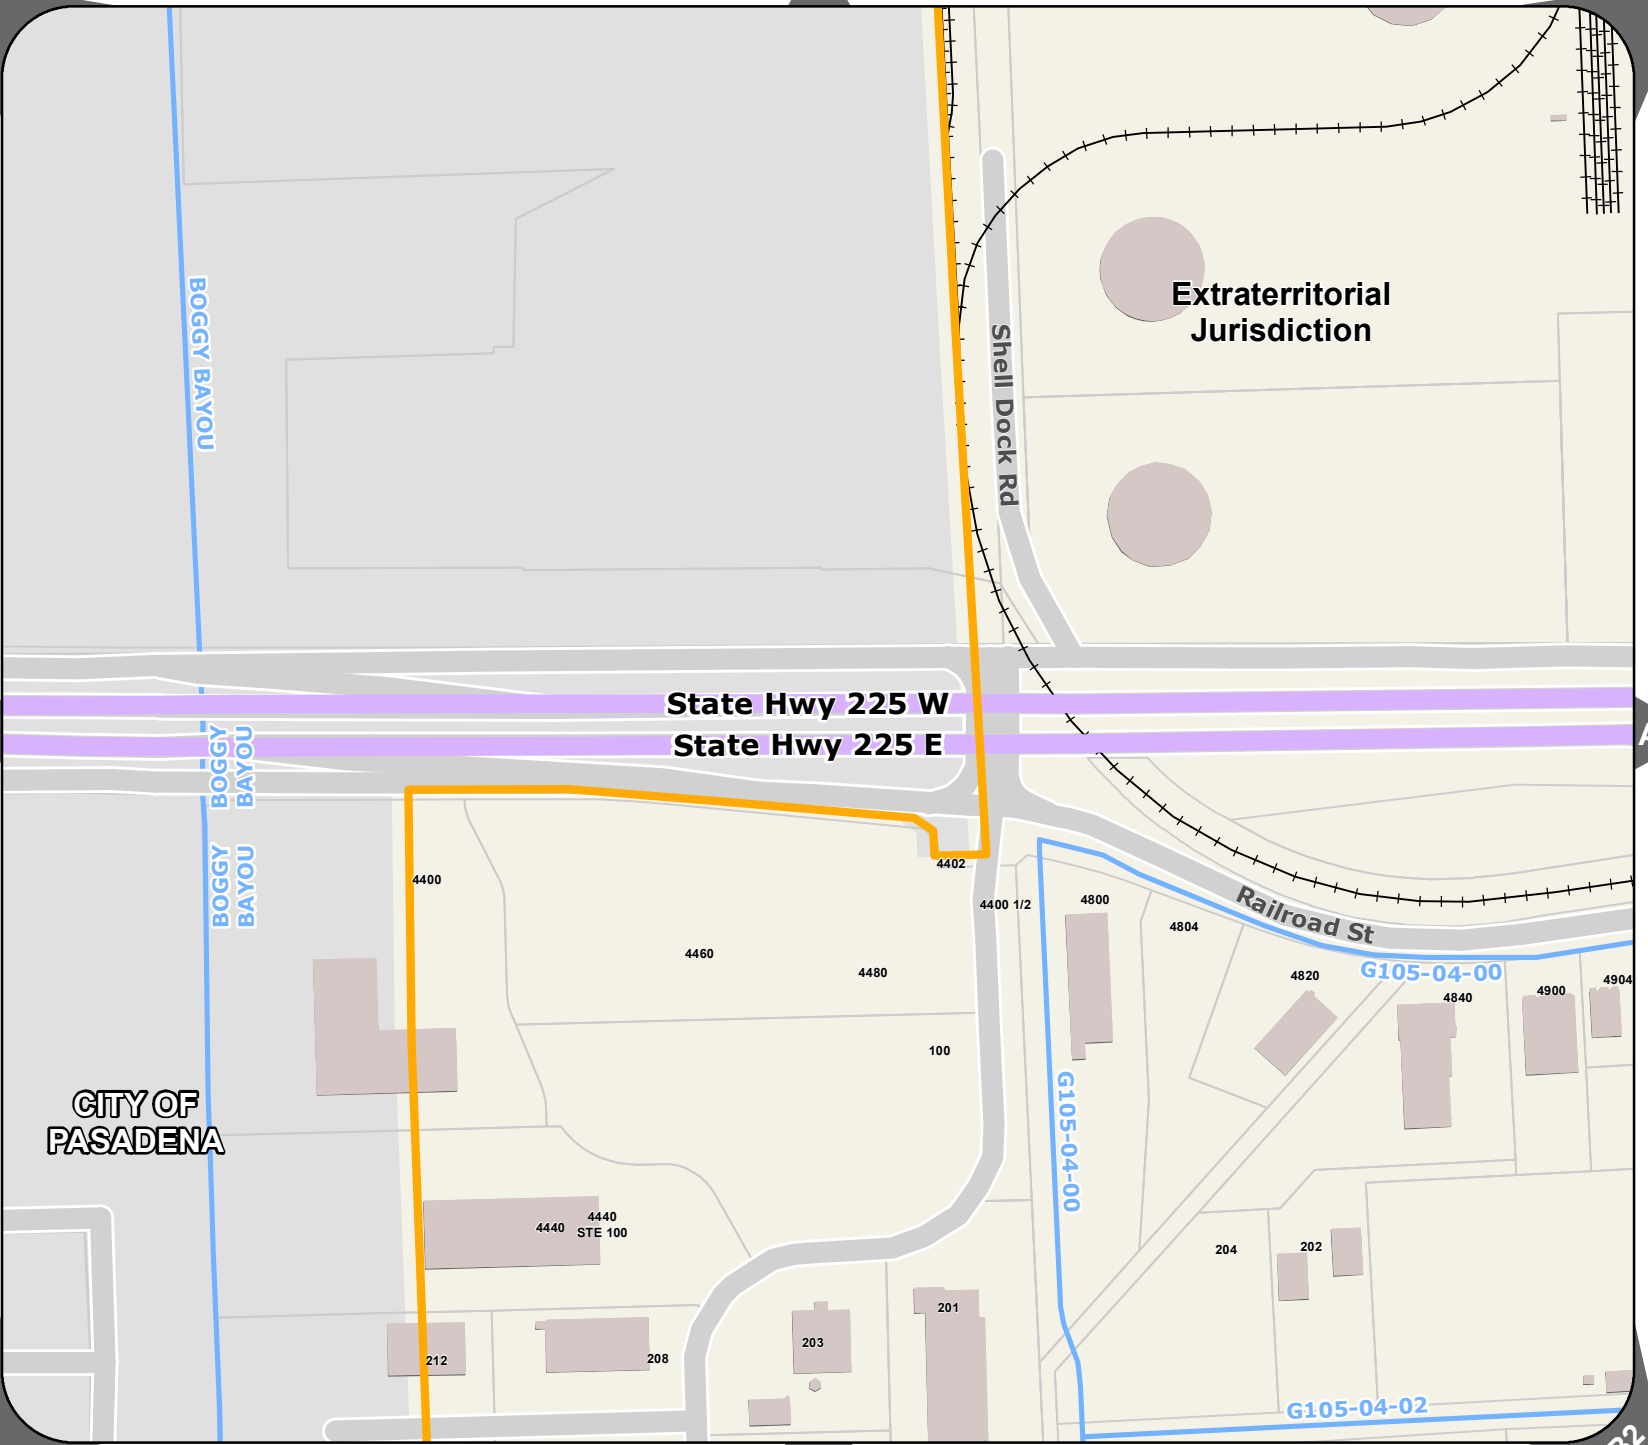 BOGGY BAYOU
Extraterritorial
Jurisdiction
Shell Dock Rd
State Hwy 225 W
State Hwy 225 E
BOGGY
BAYOU
BOGGY
BAYOU
4402
4400
4400 1/2
4800
4804
Railroad St
4460
4480
4820
G105-04-00
4840
4900
4904
100
CITY OF
PASADENA
G105-04-00
4440
4440
STE 100
204
202
201
203
212
208
G105-04-02